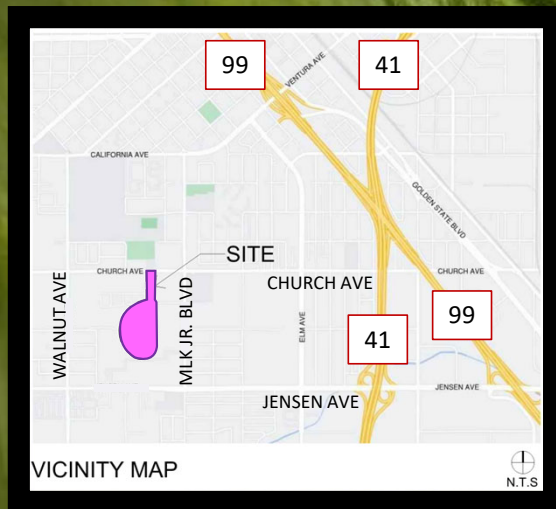 99
41
VENTURA AVE
CALIFORNIA AVE
GOLDEN STATE BLVD
SITE
CHURCH AVE
CHURCH AVE
CHURCH AVE
WALNUT AVE
MLK JR. BLVD
ELM AVE
99
41
JENSEN AVE
JENSEN AVE
VICINITY MAP
N.T.S